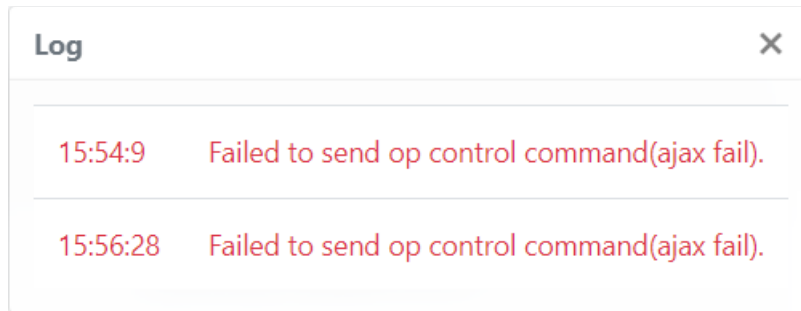 Log
15:54:9 Failed to send op control command(ajax fail).
15:56:28 Failed to send op control command(ajax fail).